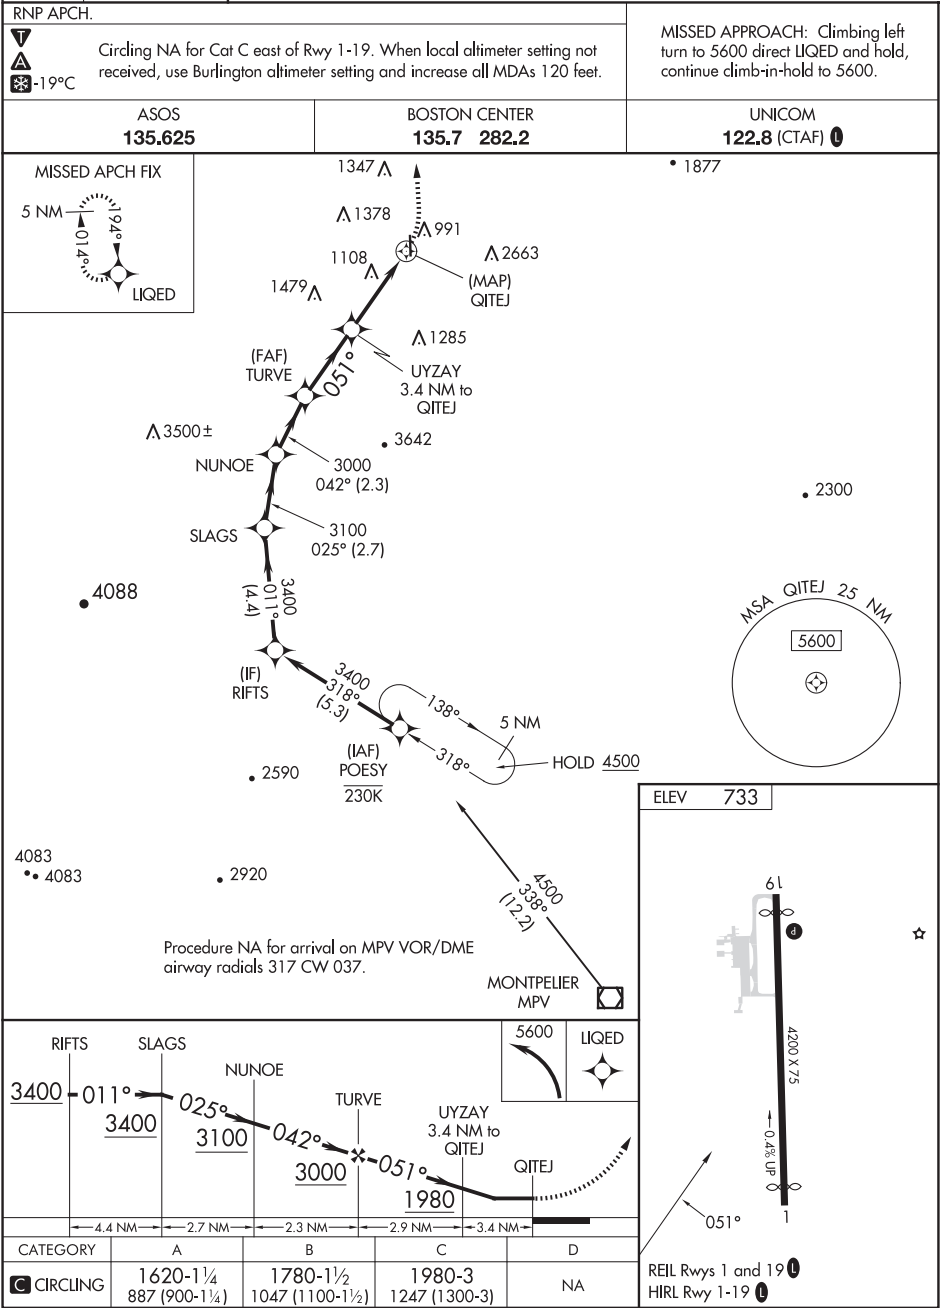 RNP APCH.
T
A
-19°C
Circling NA for Cat C east of Rwy 1-19. When local altimeter setting not
received, use Burlington altimeter setting and increase all MDAs 120 feet.
MISSED APPROACH: Climbing left
turn to 5600 direct LIQED and hold,
continue climb-in-hold to 5600.
ASOS
135.625
BOSTON CENTER
135.7 282.2
UNICOM
122.8 (CTAF) L
MISSED APCH FIX
5 NM
194°
014°
LIQED
1347
1877
1378
991
2663
1108
(MAP)
QITEJ
1479
1285
(FAF)
TURVE
051°
UYZAY
3.4 NM to
QITEJ
3500±
3642
NUNOE
3000
042° (2.3)
2300
SLAGS
3100
025° (2.7)
4088
3400
011°
(4.4)
MSA QITEJ 25 NM
5600
(IF)
RIFTS
3400
318°
(5.3)
138°
5 NM
318°
HOLD 4500
(IAF)
POESY
230K
2590
4083
4083
2920
4500
338°
(12.2)
Procedure NA for arrival on MPV VOR/DME
airway radials 317 CW 037.
MONTPELIER
MPV
ELEV 733
19
P
4200 X 75
0.4% UP
1
051°
REIL Rwys 1 and 19 L
HIRL Rwy 1-19 L
RIFTS
SLAGS
NUNOE
TURVE
UYZAY
3.4 NM to
QITEJ
QITEJ
5600
LIQED
3400
011°
3400
025°
3100
042°
3000
051°
1980
4.4 NM
2.7 NM
2.3 NM
2.9 NM
3.4 NM
CATEGORY A B C D
C CIRCLING
1620-1¼
887 (900-1¼)
1780-1½
1047 (1100-1½)
1980-3
1247 (1300-3)
NA